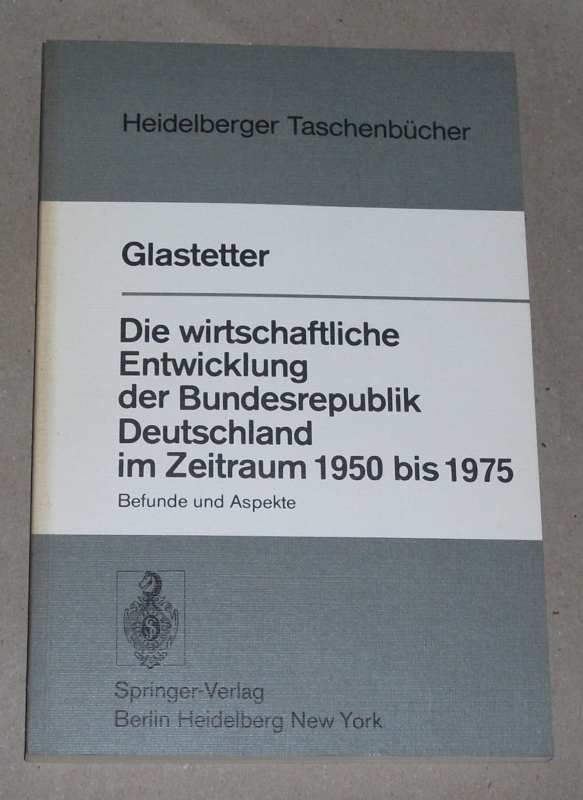 Heidelberger Taschenbücher
Glastetter
Die wirtschaftliche
Entwicklung
der Bundesrepublik
Deutschland
im Zeitraum 1950 bis 1975
Befunde und Aspekte
Springer-Verlag
Berlin Heidelberg New York